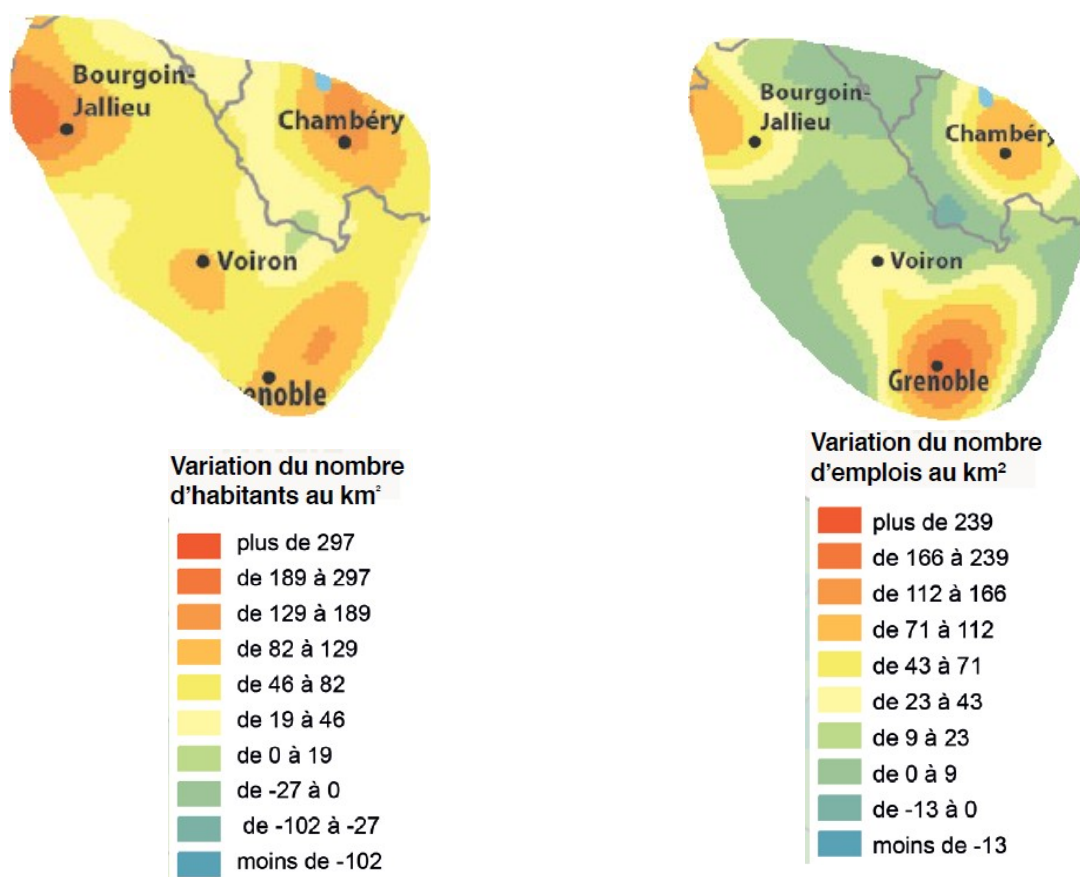 Bourgoin-
Jallieu
Chambéry
Voiron
enoble
Variation du nombre
d'habitants au km²
plus de 297
de 189 à 297
de 129 à 189
de 82 à 129
de 46 à 82
de 19 à 46
de 0 à 19
de -27 à 0
de -102 à -27
moins de -102
Bourgoin-
Jallieu
Chambéry
Voiron
Grenoble
Variation du nombre
d'emplois au km²
plus de 239
de 166 à 239
de 112 à 166
de 71 à 112
de 43 à 71
de 23 à 43
de 9 à 23
de 0 à 9
de -13 à 0
moins de -13